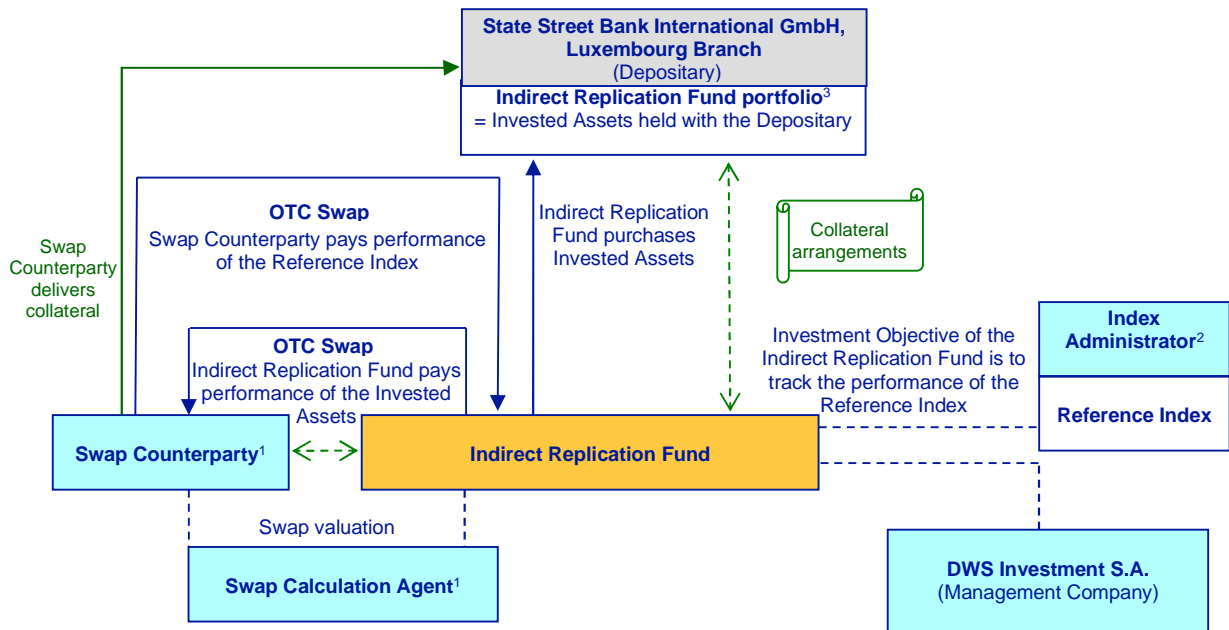 State Street Bank International GmbH,
Luxembourg Branch
(Depositary)
Indirect Replication Fund portfolio³
= Invested Assets held with the Depositary
OTC Swap
Swap Counterparty pays performance
of the Reference Index
Indirect Replication
Fund purchases
Invested Assets
Collateral
arrangements
Swap
Counterparty
delivers
collateral
OTC Swap
Indirect Replication Fund pays
performance of the Invested
Assets
Investment Objective of the
Indirect Replication Fund is to
track the performance of the
Reference Index
Index
Administrator²
Reference Index
Swap Counterparty¹
Indirect Replication Fund
Swap valuation
Swap Calculation Agent¹
DWS Investment S.A.
(Management Company)